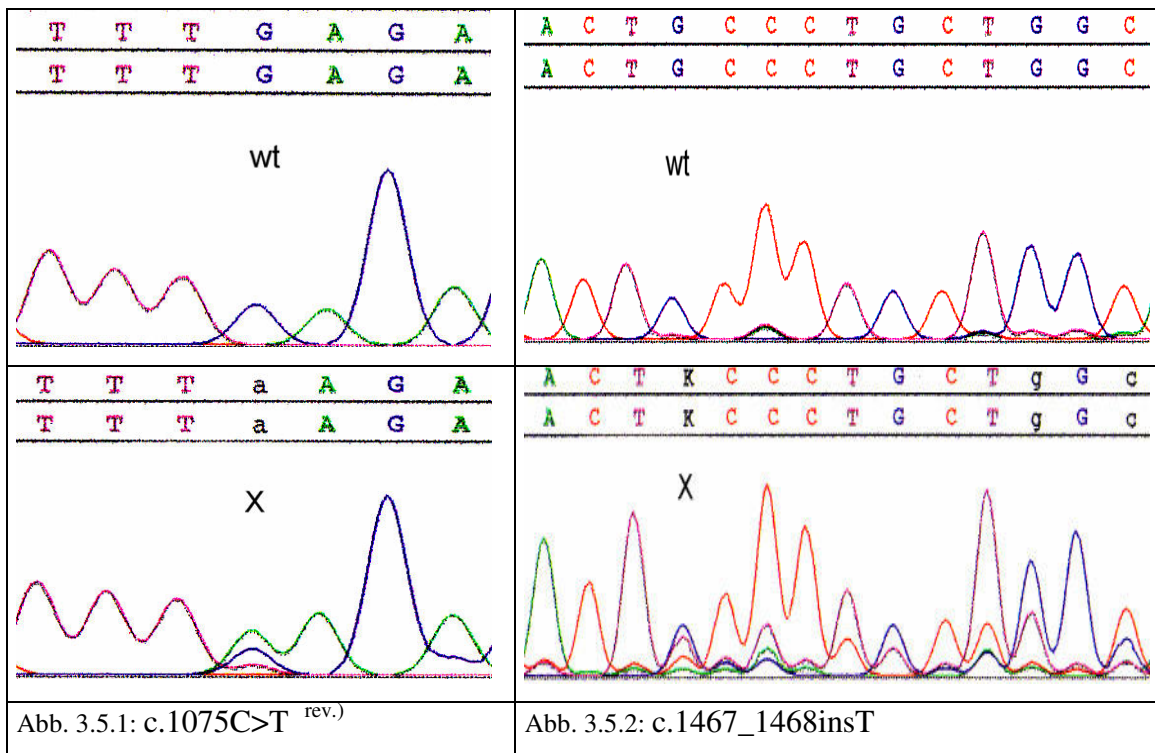 T T T G A G A
T T T G A G A
wt
A C T G C C C T G C T G G C
A C T G C C C T G C T G G C
wt
T T T a A G A
T T T a A G A
X
A C T K C C C T G C T g G c
A C T K C C C T G C T g G c
X
Abb. 3.5.1: c.1075C>T rev.)
Abb. 3.5.2: c.1467_1468insT